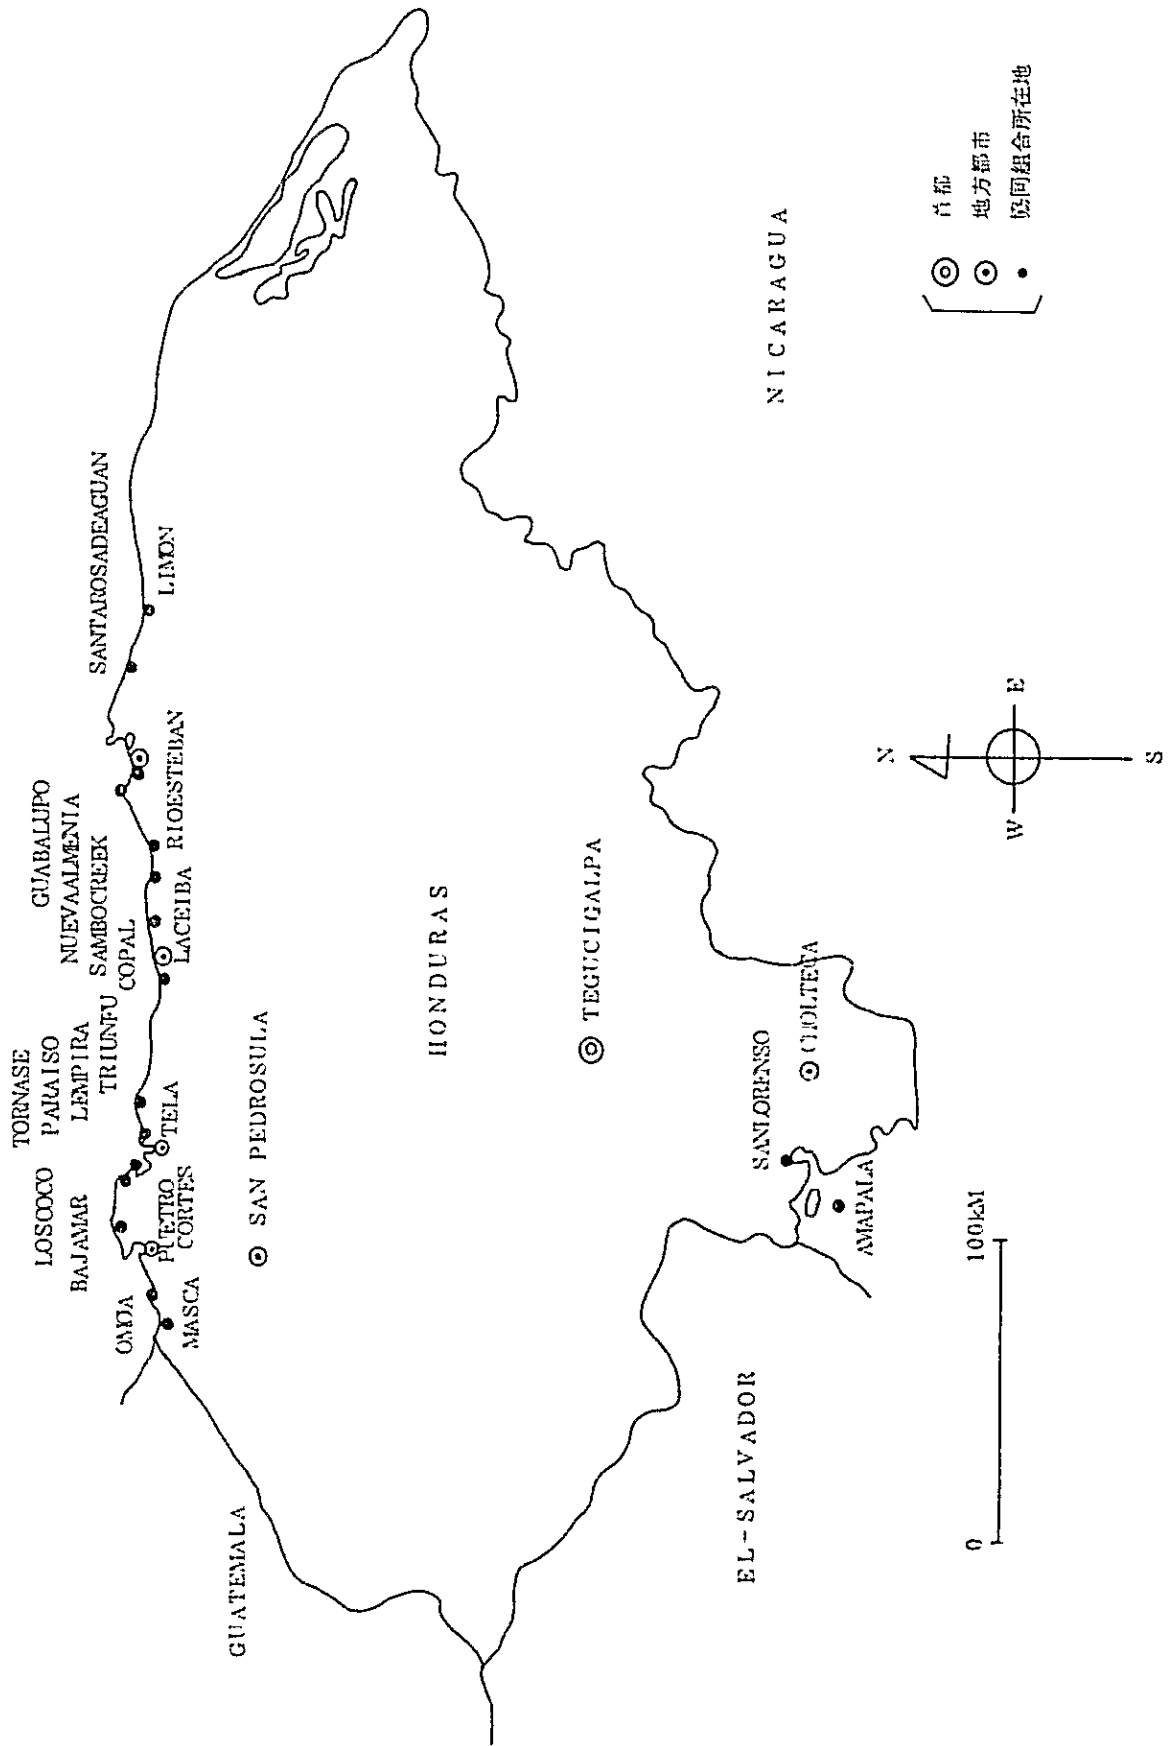 TORNASE
PARAISO
LEMPIRA
TRIUNFU
GUABALUPO
NUEVAALMENIA
SAMBOCREEK
COPAL
LOSCOCO
BAJAMAR
OMOA
MASCA
PUETRO
CORTES
TELA
LACEIBA
RIOESTEBAN
SANTAROSADEAGUAN
LIMON
GUATEMALA
SAN PEDROSULA
HONDURAS
TEGUCIGALPA
EL-SALVADOR
SANLORENSO
CHOLTECA
AMAPALA
NICARAGUA
0
100kM
N
W
E
S
首都
地方都市
協同組合所在地